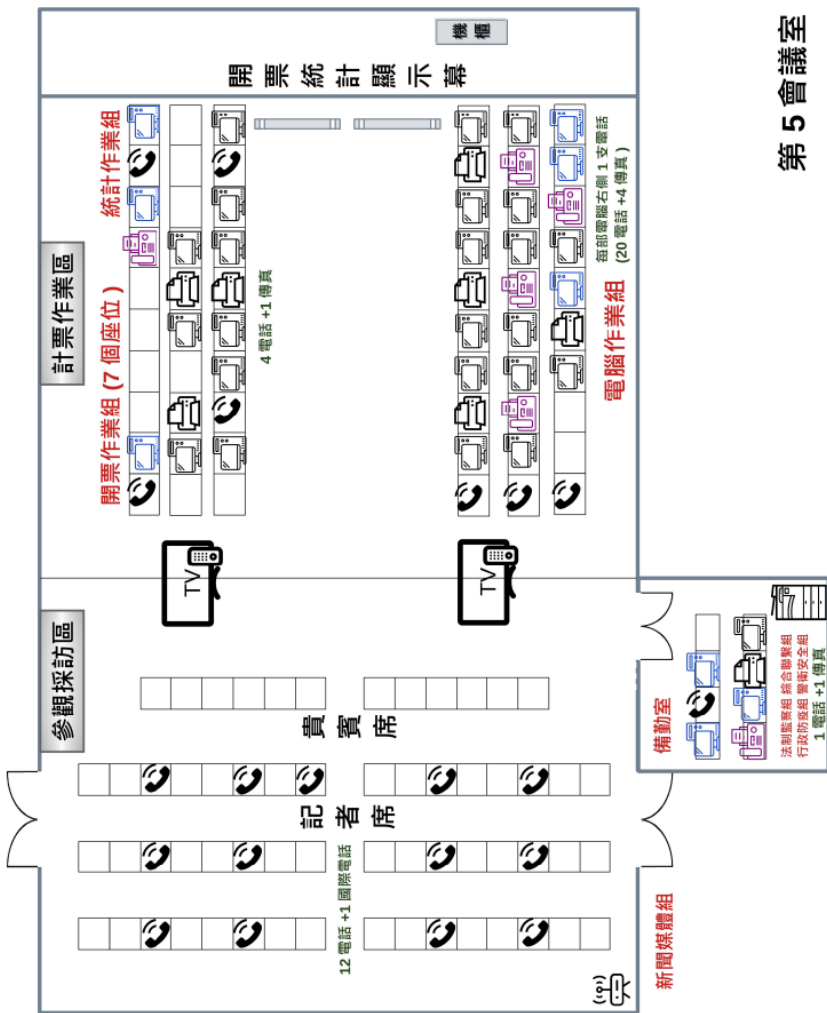 第 5 會議室
機櫃
開票統計顯示幕
計票作業區
統計作業組
開票作業組 (7 個座位 )
4 電話 +1 傳真
每部電腦右側 1 支電話
(20 電話 +4 傳真 )
電腦作業組
TV
TV
參觀採訪區
貴賓席
記者席
12 電話 +1 國際電話
新聞媒體組
備勤室
法制監察組 綜合聯繫組
行政防疫組 警衛安全組
1 電話 +1 傳真